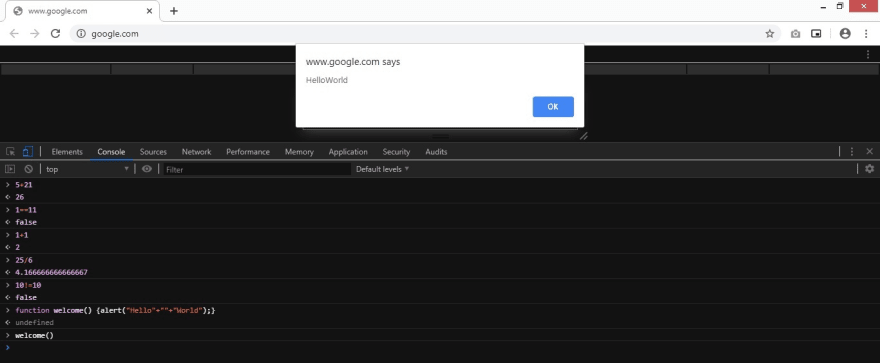 www.google.com
google.com
www.google.com says
HelloWorld
OK
Elements Console Sources Network Performance Memory Application Security Audits
top Filter Default levels
5+21
26
1==11
false
1+1
2
25/6
4.166666666666667
10!=10
false
function welcome() {alert("Hello"+""+"World");}
undefined
welcome()